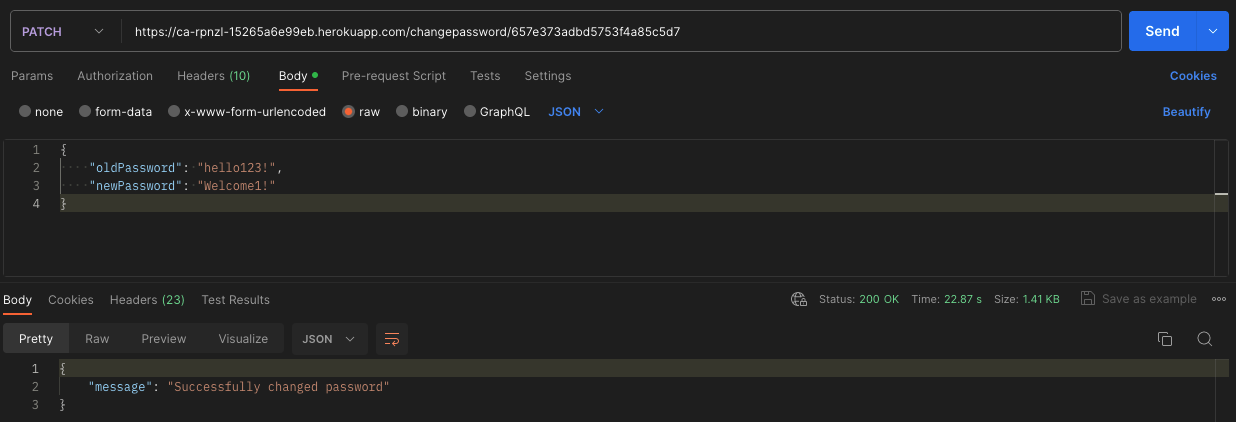 PATCH https://ca-rpnzl-15265a6e99eb.herokuapp.com/changepassword/657e373adbd5753f4a85c5d7 Send
Params Authorization Headers (10) Body Pre-request Script Tests Settings Cookies
none form-data x-www-form-urlencoded raw binary GraphQL JSON Beautify
1 {
2 "oldPassword": "hello123!",
3 "newPassword": "Welcome1!"
4 }
Body Cookies Headers (23) Test Results Status: 200 OK Time: 22.87 s Size: 1.41 KB Save as example
Pretty Raw Preview Visualize JSON
1 {
2 "message": "Successfully changed password"
3 }